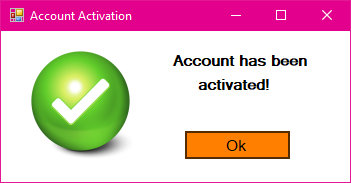 Account Activation
Account has been
activated!
Ok